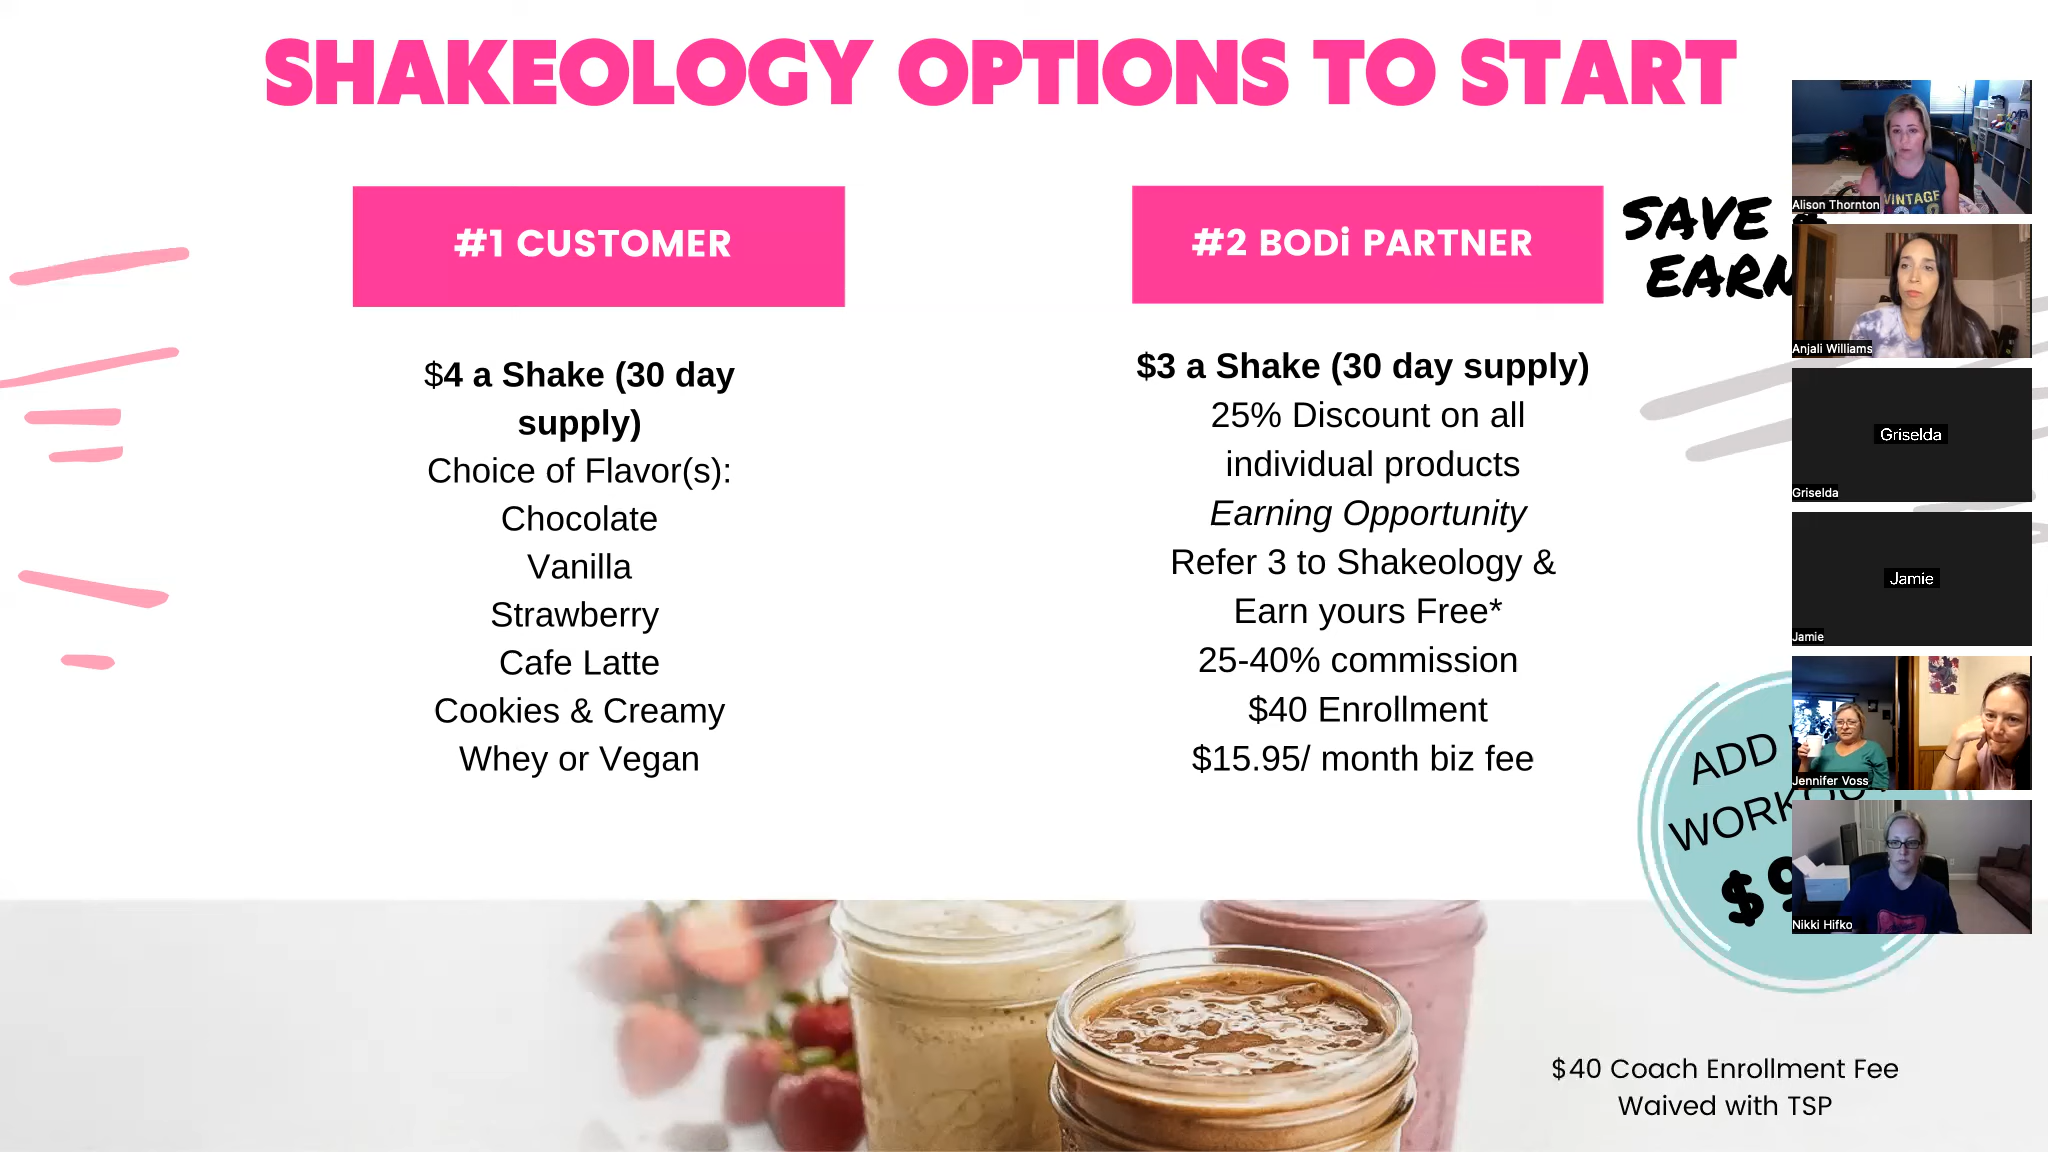 SHAKEOLOGY OPTIONS TO START
#1 CUSTOMER
$4 a Shake (30 day
supply)
Choice of Flavor(s):
Chocolate
Vanilla
Strawberry
Cafe Latte
Cookies & Creamy
Whey or Vegan
#2 BODi PARTNER
SAVE
EARN
$3 a Shake (30 day supply)
25% Discount on all
individual products
Earning Opportunity
Refer 3 to Shakeology &
Earn yours Free*
25-40% commission
$40 Enrollment
$15.95/ month biz fee
ADD
$40 Coach Enrollment Fee
Waived with TSP
VINTAGE
Alison Thornton
Anjali Williams
Griselda
Griselda
Jamie
Jamie
Jennifer Voss
Nikki Hifko